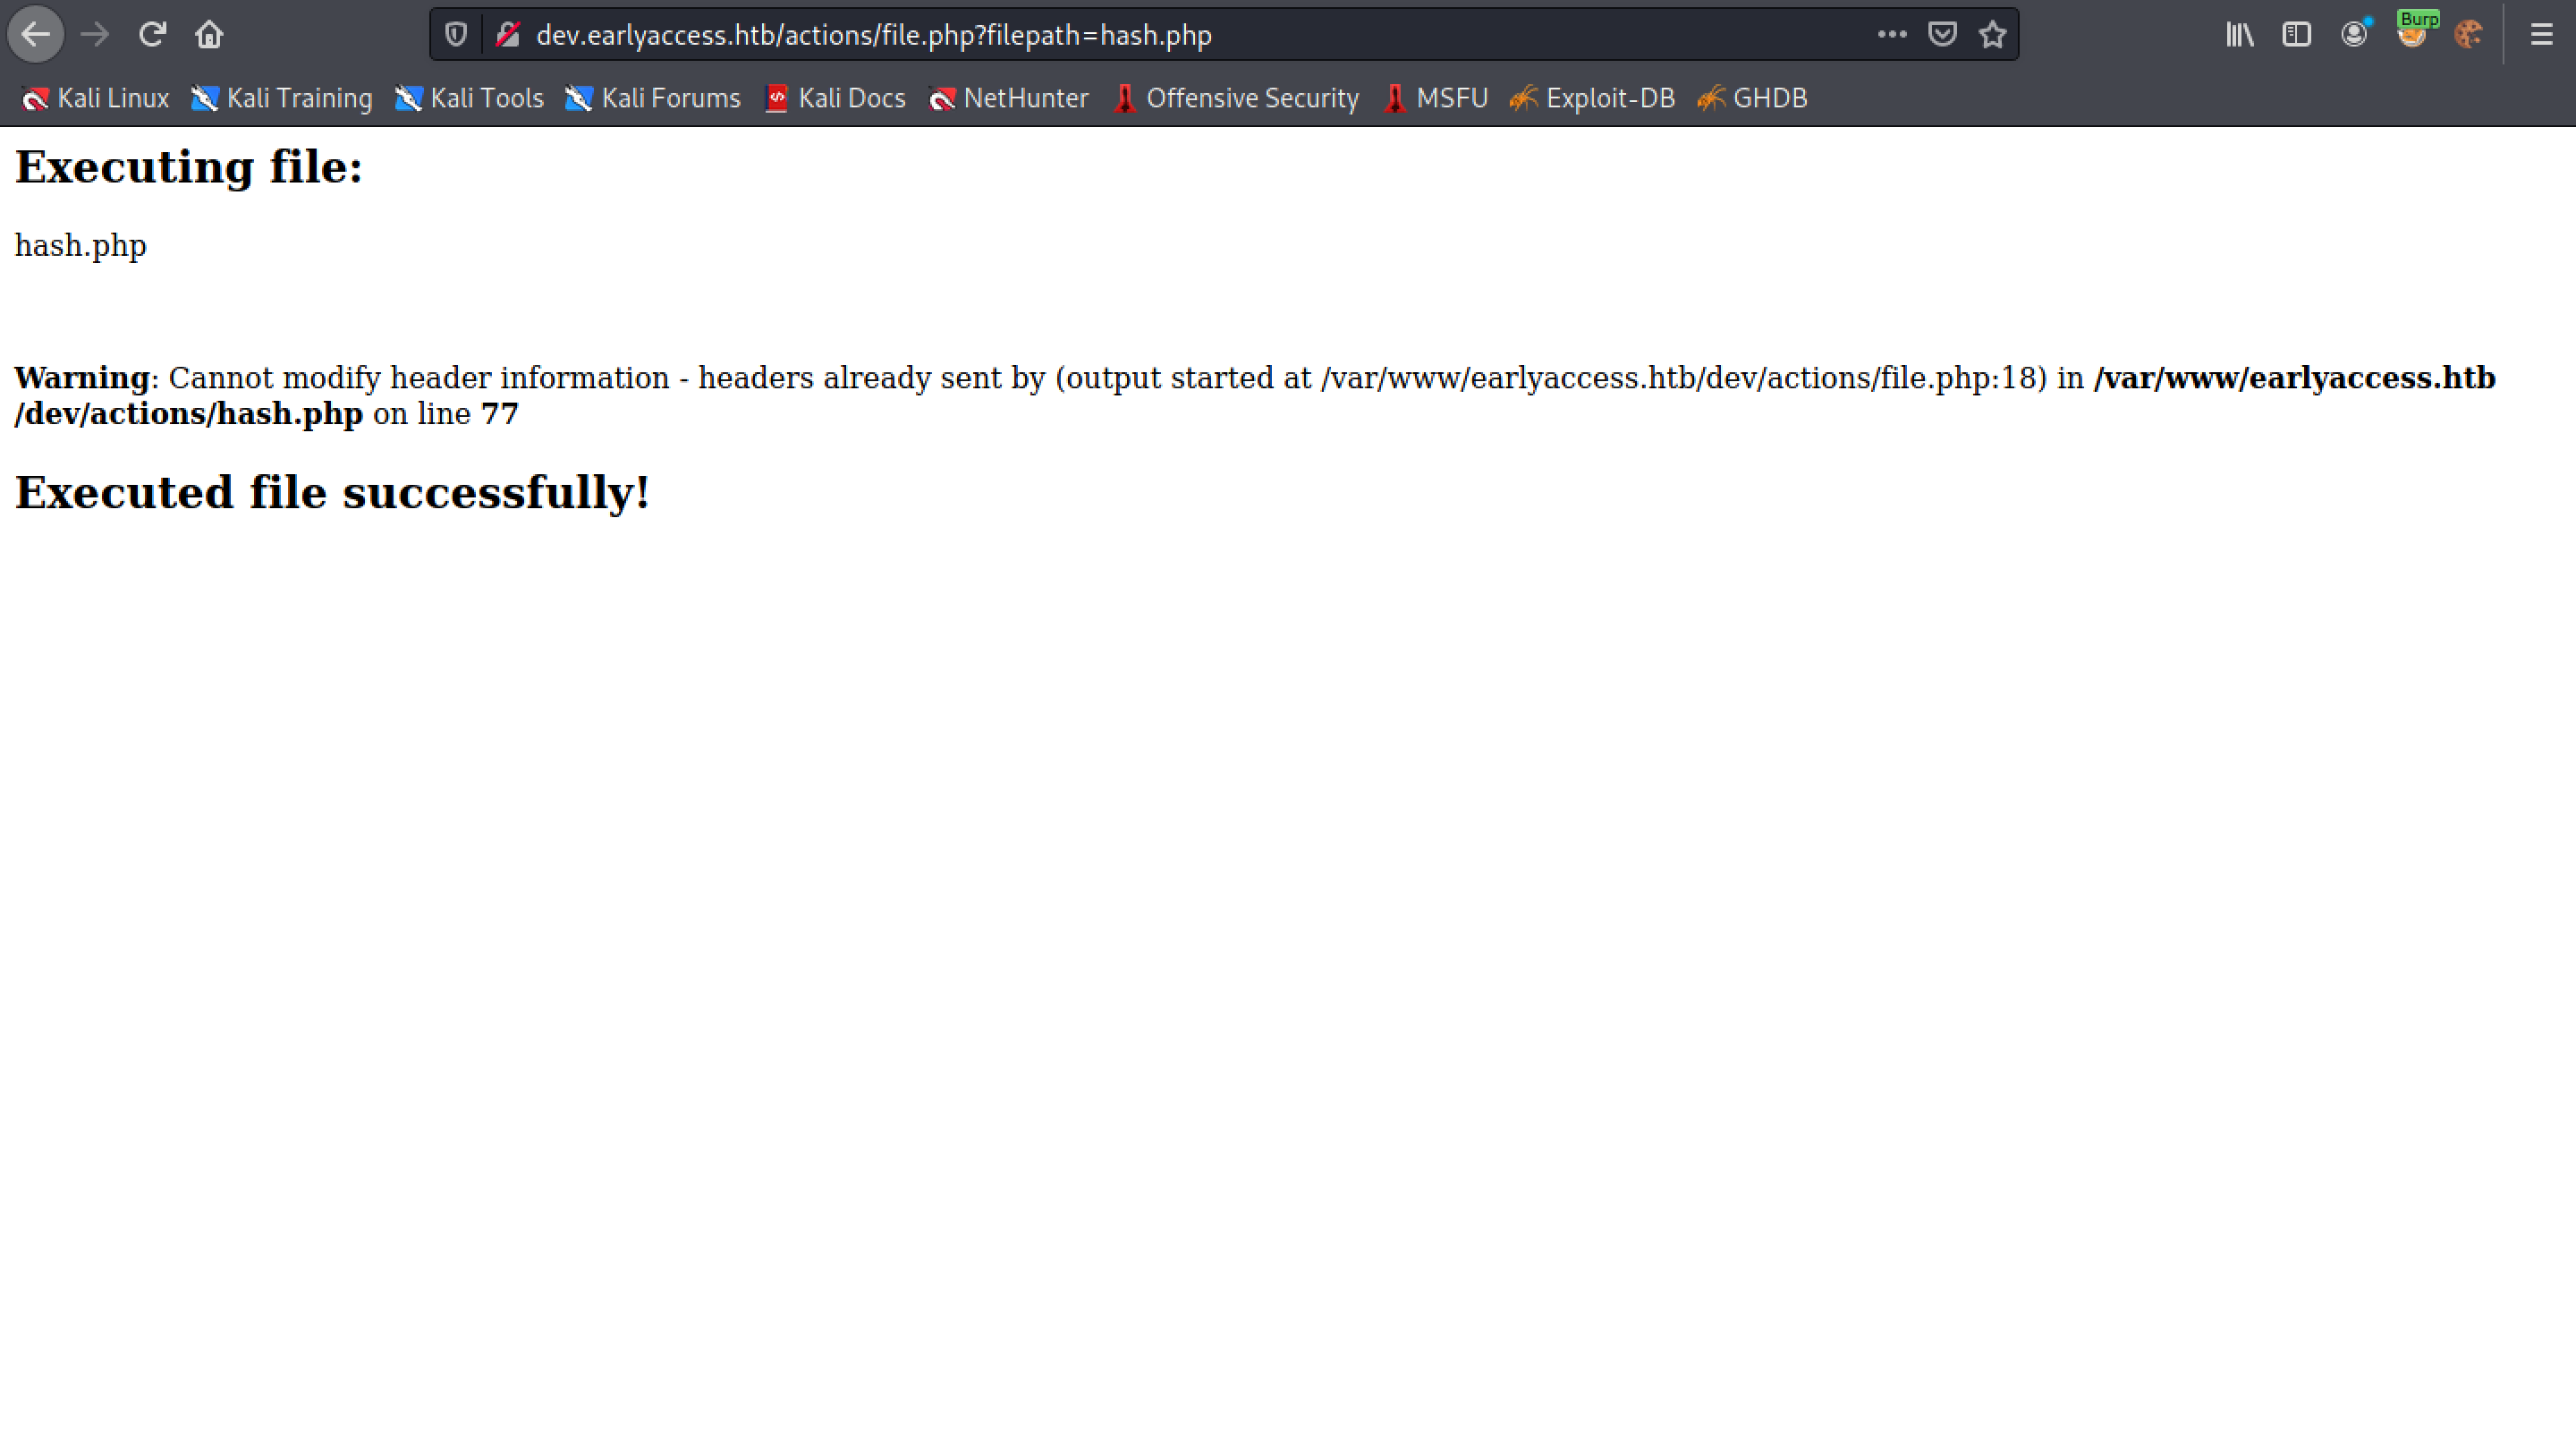 dev.earlyaccess.htb/actions/file.php?filepath=hash.php
Burp
Kali Linux Kali Training Kali Tools Kali Forums Kali Docs NetHunter Offensive Security MSFU Exploit-DB GHDB
Executing file:
hash.php
Warning: Cannot modify header information - headers already sent by (output started at /var/www/earlyaccess.htb/dev/actions/file.php:18) in /var/www/earlyaccess.htb
/dev/actions/hash.php on line 77
Executed file successfully!